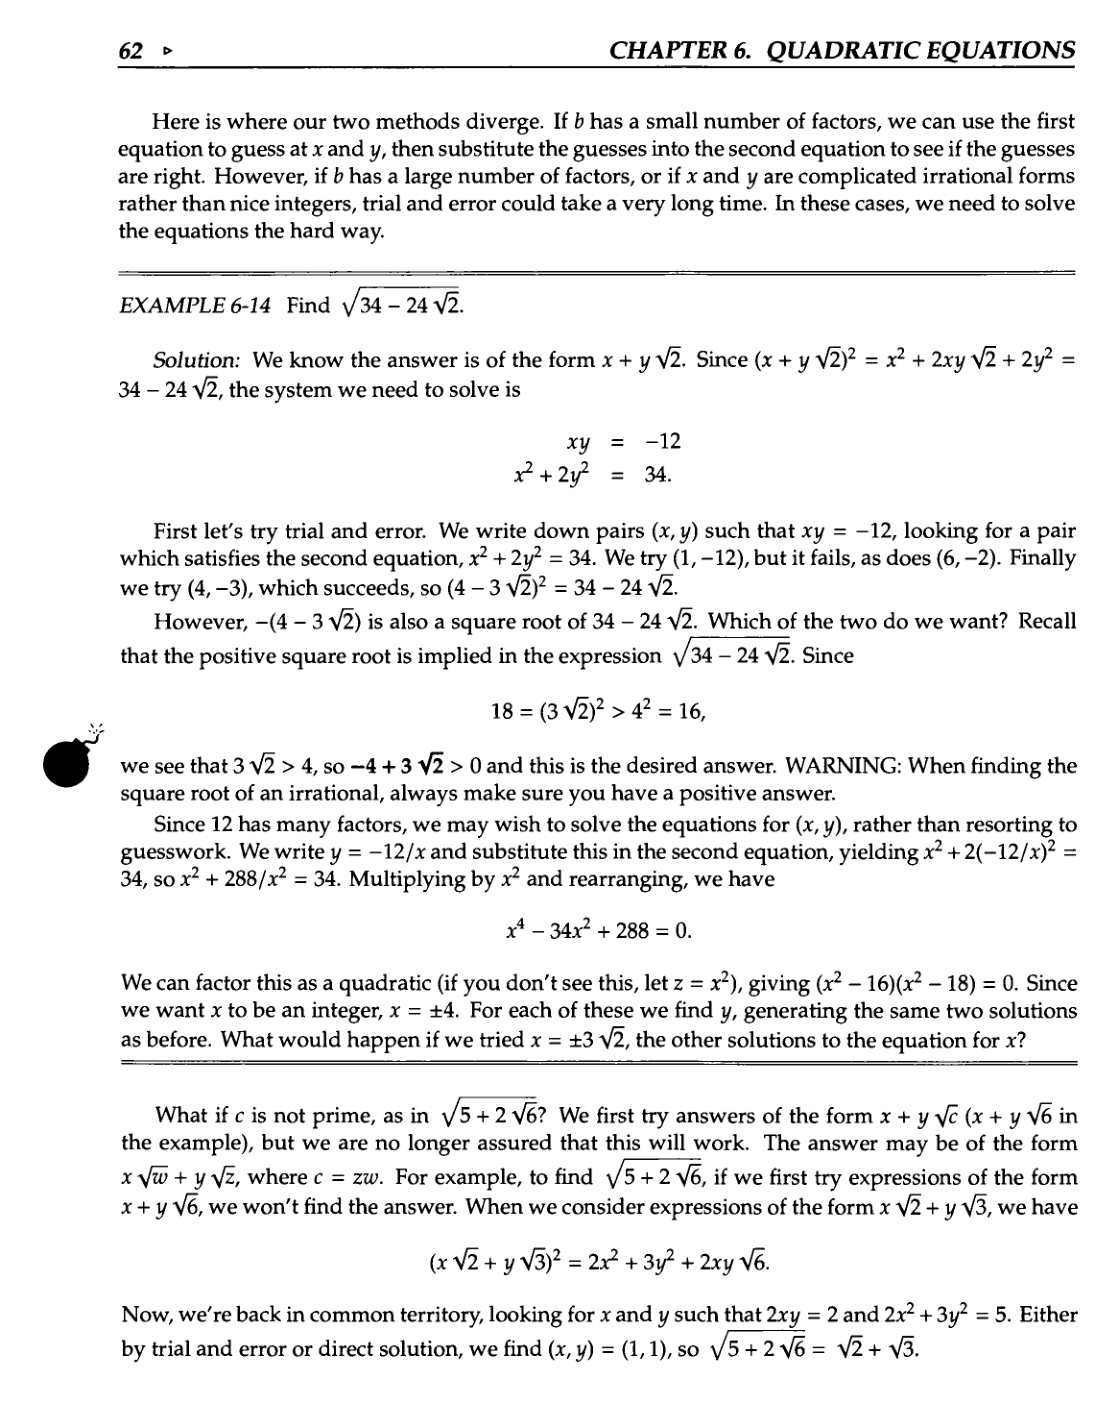 62 ▹ CHAPTER 6. QUADRATIC EQUATIONS
Here is where our two methods diverge. If b has a small number of factors, we can use the first
equation to guess at x and y, then substitute the guesses into the second equation to see if the guesses
are right. However, if b has a large number of factors, or if x and y are complicated irrational forms
rather than nice integers, trial and error could take a very long time. In these cases, we need to solve
the equations the hard way.
EXAMPLE 6-14 Find √(34 − 24 √2).
Solution: We know the answer is of the form x + y √2. Since (x + y √2)² = x² + 2xy √2 + 2y² =
34 − 24 √2, the system we need to solve is
xy = −12
x² + 2y² = 34.
First let's try trial and error. We write down pairs (x, y) such that xy = −12, looking for a pair
which satisfies the second equation, x² + 2y² = 34. We try (1, −12), but it fails, as does (6, −2). Finally
we try (4, −3), which succeeds, so (4 − 3 √2)² = 34 − 24 √2.
However, −(4 − 3 √2) is also a square root of 34 − 24 √2. Which of the two do we want? Recall
that the positive square root is implied in the expression √(34 − 24 √2). Since
18 = (3 √2)² > 4² = 16,
we see that 3 √2 > 4, so −4 + 3 √2 > 0 and this is the desired answer. WARNING: When finding the
square root of an irrational, always make sure you have a positive answer.
Since 12 has many factors, we may wish to solve the equations for (x, y), rather than resorting to
guesswork. We write y = −12/x and substitute this in the second equation, yielding x² + 2(−12/x)² =
34, so x² + 288/x² = 34. Multiplying by x² and rearranging, we have
x⁴ − 34x² + 288 = 0.
We can factor this as a quadratic (if you don't see this, let z = x²), giving (x² − 16)(x² − 18) = 0. Since
we want x to be an integer, x = ±4. For each of these we find y, generating the same two solutions
as before. What would happen if we tried x = ±3 √2, the other solutions to the equation for x?
What if c is not prime, as in √(5 + 2 √6)? We first try answers of the form x + y √c (x + y √6 in
the example), but we are no longer assured that this will work. The answer may be of the form
x √w + y √z, where c = zw. For example, to find √(5 + 2 √6), if we first try expressions of the form
x + y √6, we won't find the answer. When we consider expressions of the form x √2 + y √3, we have
(x √2 + y √3)² = 2x² + 3y² + 2xy √6.
Now, we're back in common territory, looking for x and y such that 2xy = 2 and 2x² + 3y² = 5. Either
by trial and error or direct solution, we find (x, y) = (1, 1), so √(5 + 2 √6) = √2 + √3.